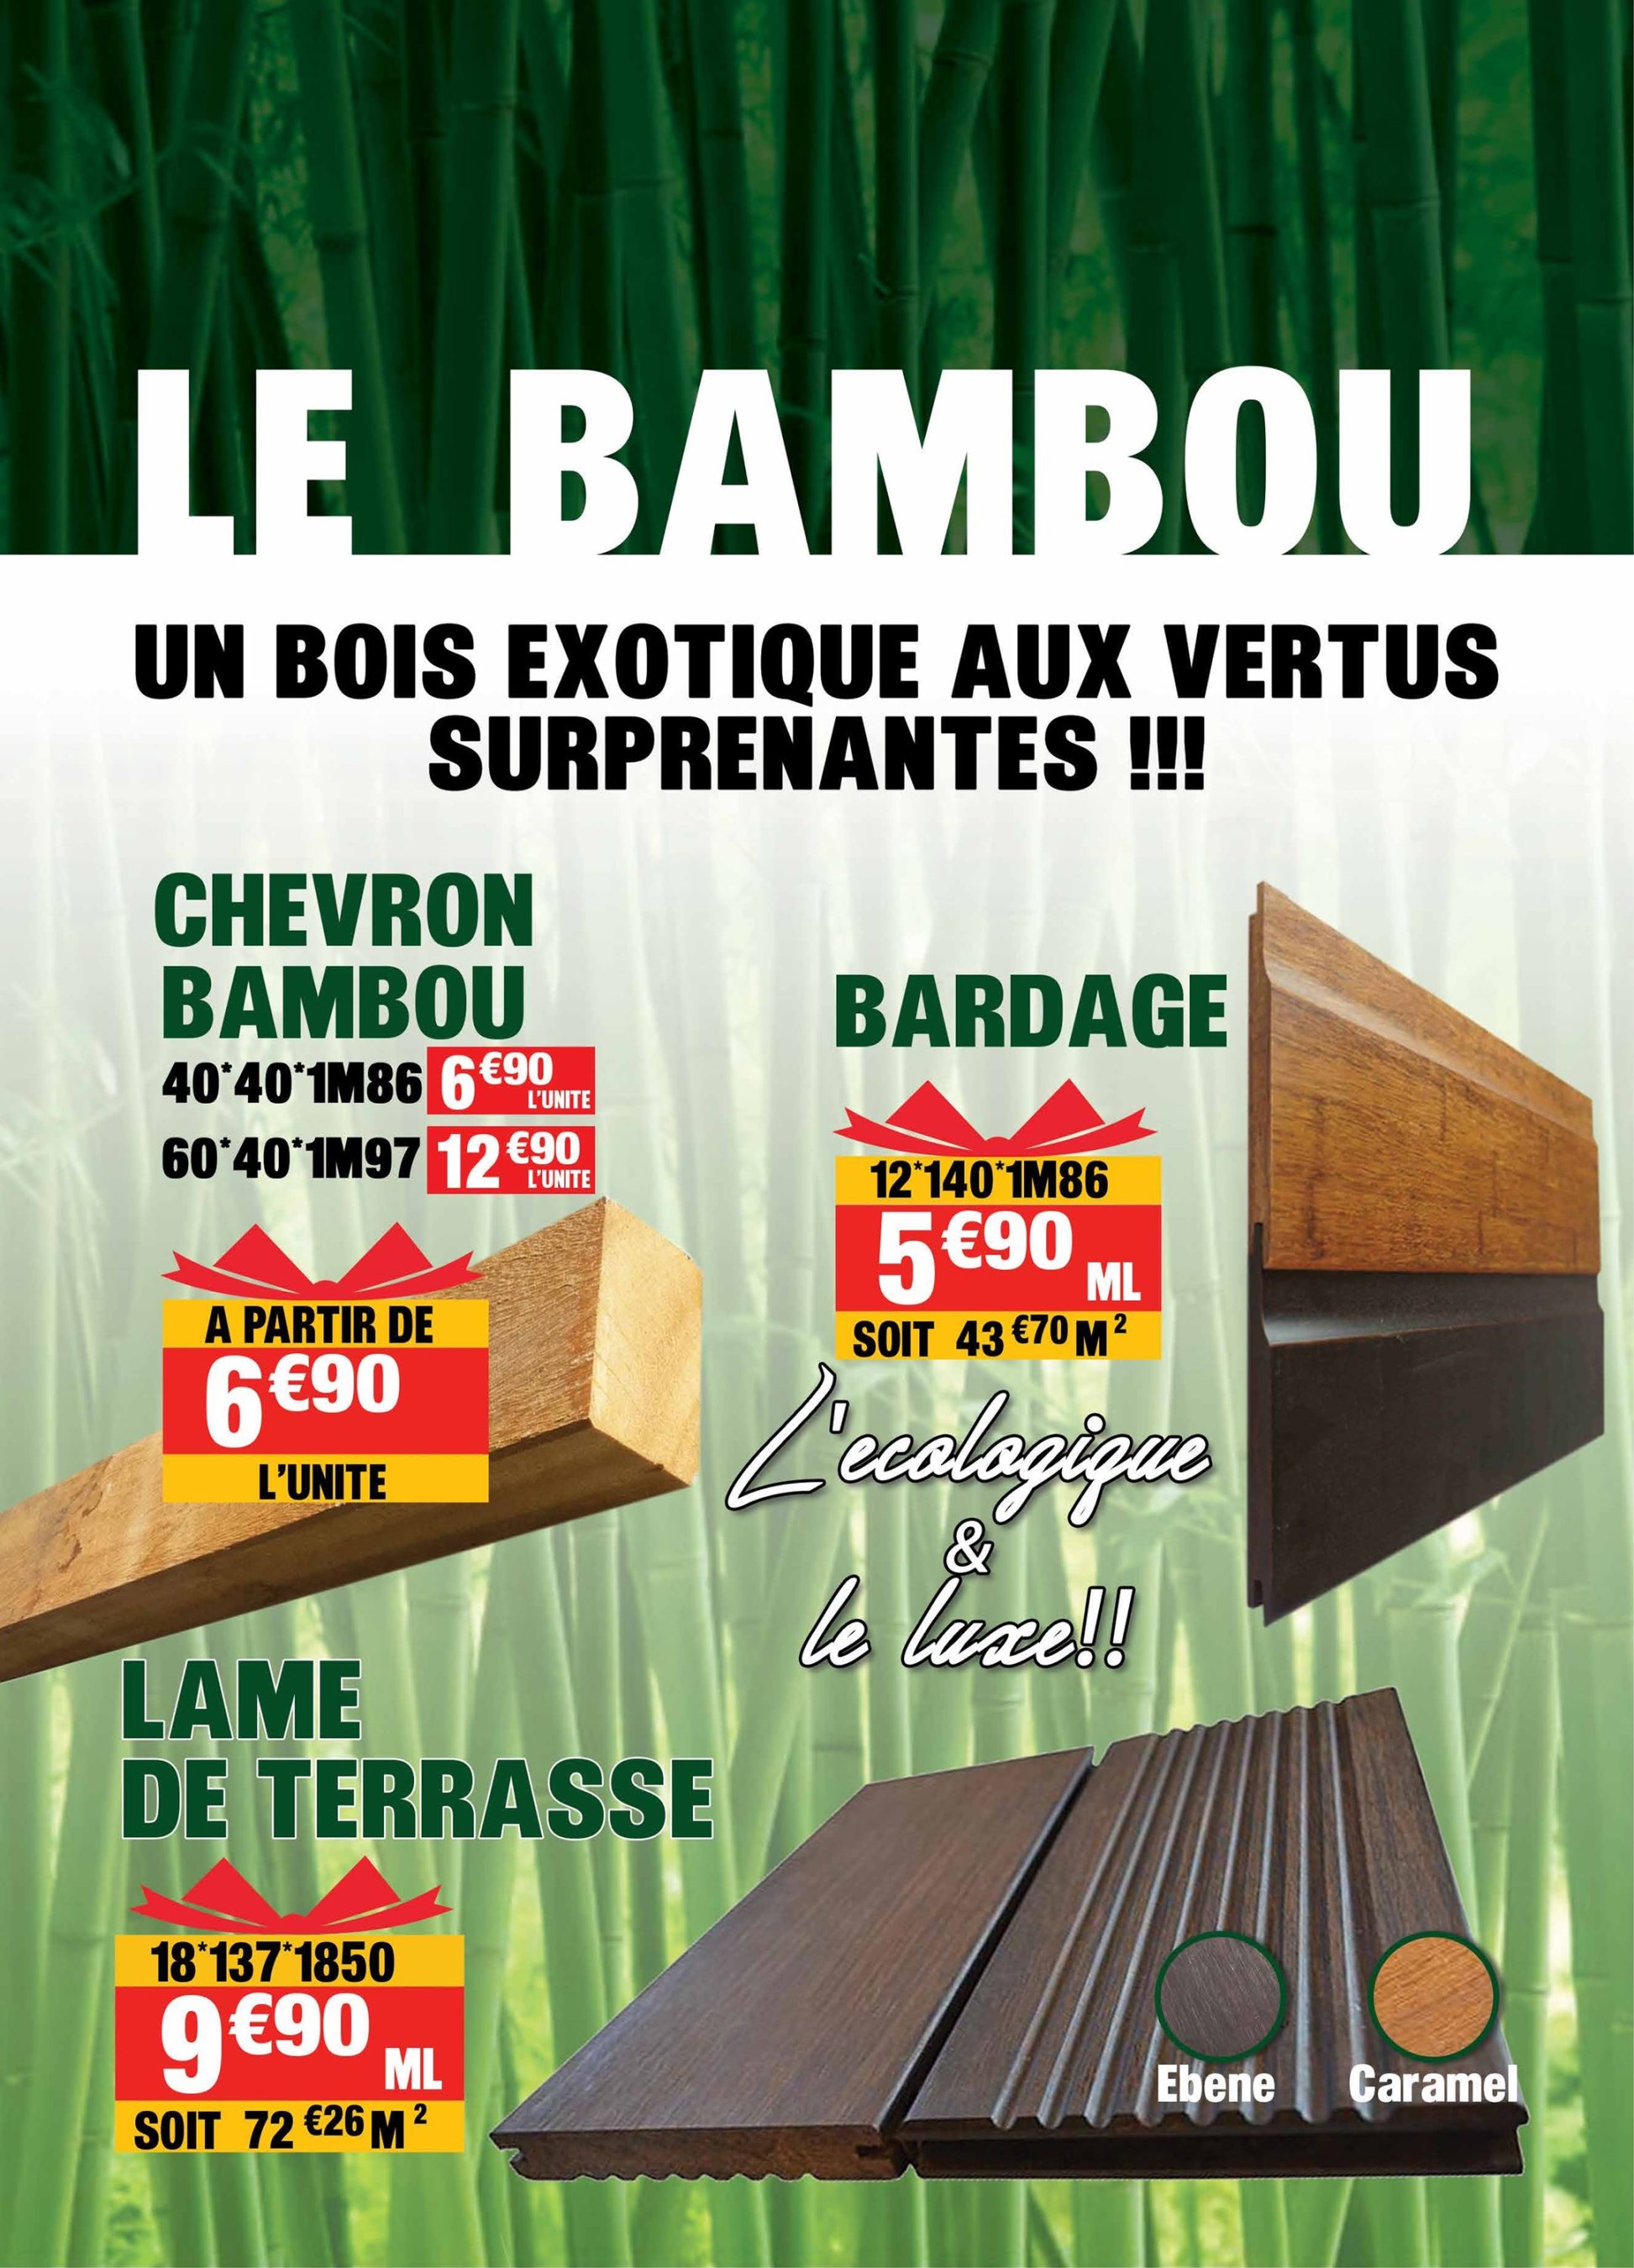 LE BAMBOU
UN BOIS EXOTIQUE AUX VERTUS
SURPRENANTES !!!
CHEVRON
BAMBOU
40*40*1M86 6€90 L'UNITE
60*40*1M97 12€90 L'UNITE
A PARTIR DE
6€90
L'UNITE
BARDAGE
12*140*1M86
5€90 ML
SOIT 43€70 M²
L'ecologique
&
le luxe!!
LAME
DE TERRASSE
18*137*1850
9€90 ML
SOIT 72€26 M²
Ebene Caramel